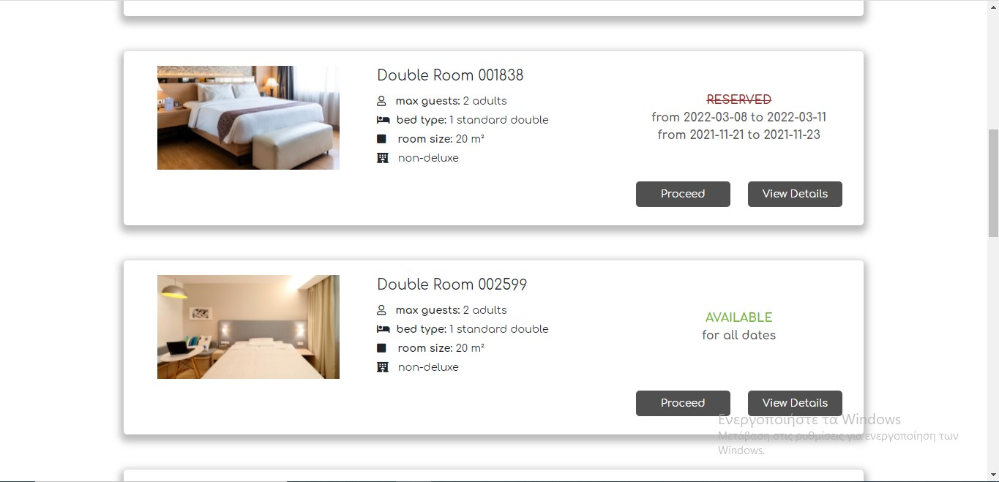 Double Room 001838
max guests: 2 adults
bed type: 1 standard double
room size: 20 m²
non-deluxe
RESERVED
from 2022-03-08 to 2022-03-11
from 2021-11-21 to 2021-11-23
Proceed
View Details
Double Room 002599
max guests: 2 adults
bed type: 1 standard double
room size: 20 m²
non-deluxe
AVAILABLE
for all dates
Proceed
View Details
Ενεργοποιήστε τα Windows
Μετάβαση στις ρυθμίσεις για ενεργοποίηση των
Windows.